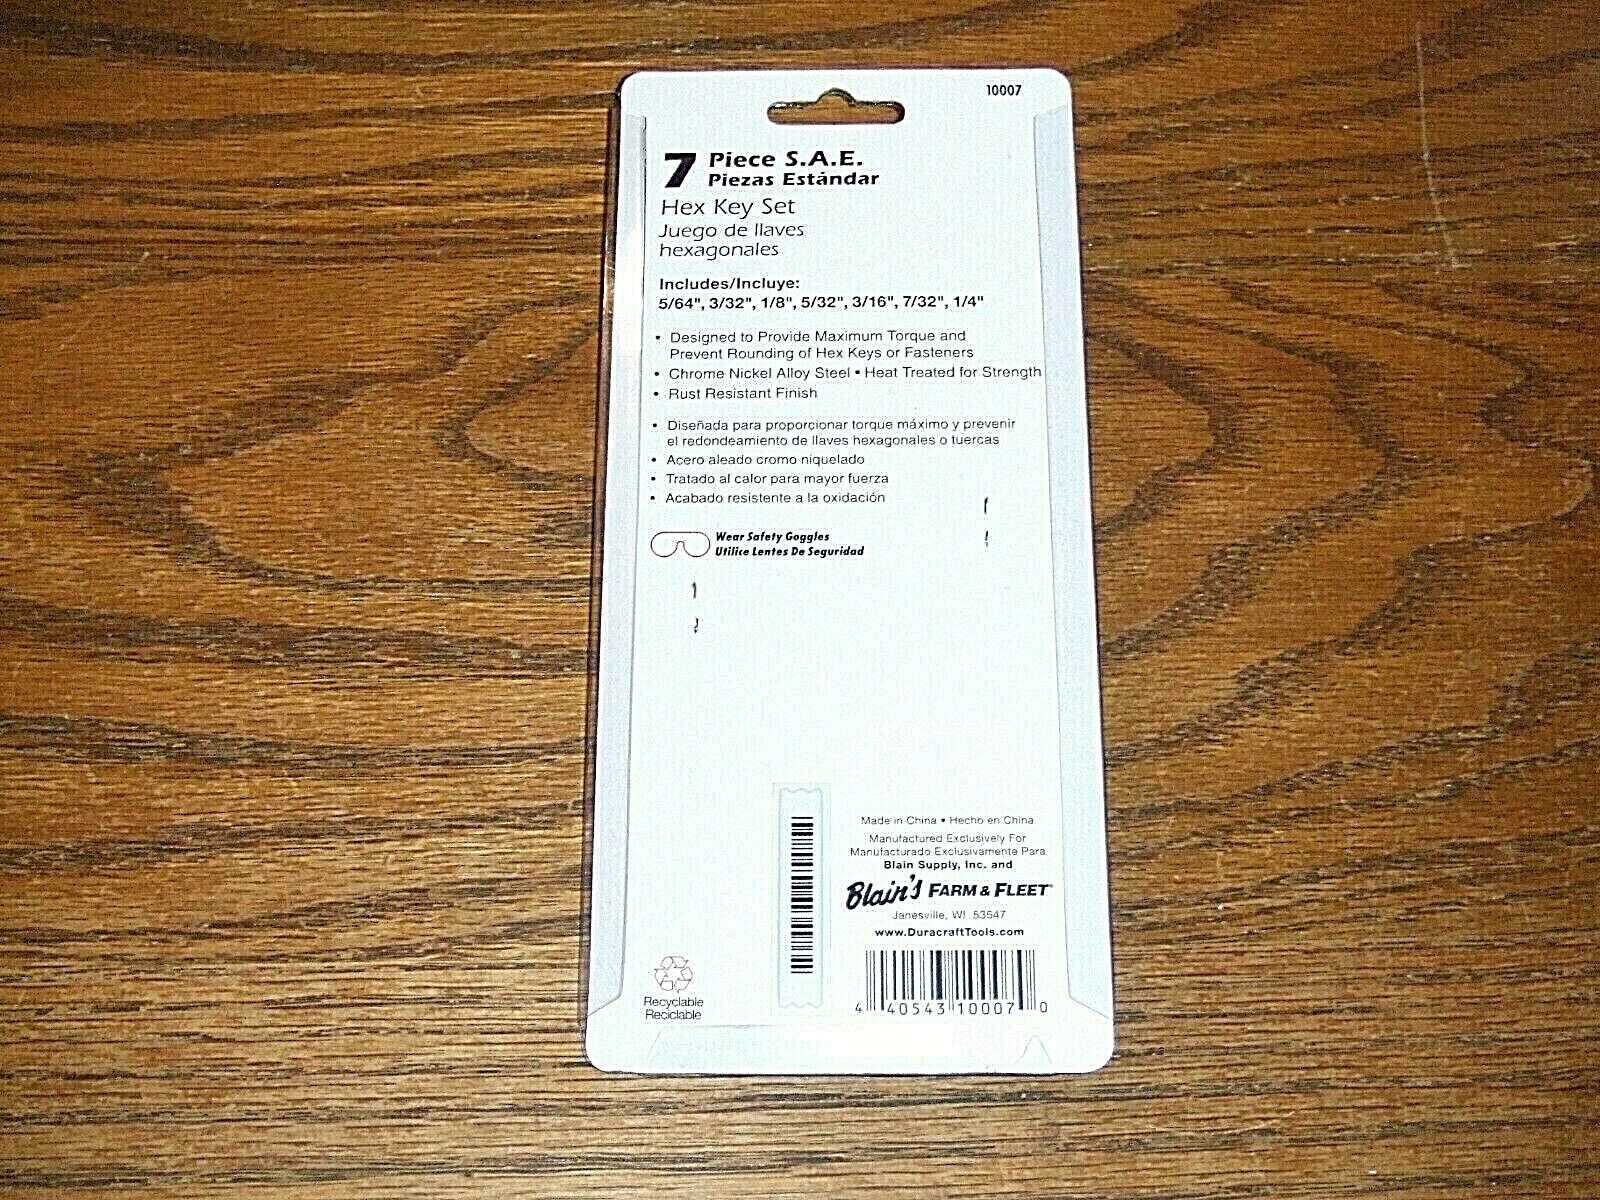 10007
7 Piece S.A.E.
Piezas Estándar
Hex Key Set
Juego de llaves
hexagonales
Includes/Incluye:
5/64", 3/32", 1/8", 5/32", 3/16", 7/32", 1/4"
• Designed to Provide Maximum Torque and
Prevent Rounding of Hex Keys or Fasteners
• Chrome Nickel Alloy Steel • Heat Treated for Strength
• Rust Resistant Finish
• Diseñada para proporcionar torque máximo y prevenir
el redondeamiento de llaves hexagonales o tuercas
• Acero aleado cromo niquelado
• Tratado al calor para mayor fuerza
• Acabado resistente a la oxidación
Wear Safety Goggles
Utilice Lentes De Seguridad
Made in China • Hecho en China
Manufactured Exclusively For
Manufacturado Exclusivamente Para
Blain Supply, Inc. and
Blain's FARM & FLEET
Janesville, WI 53547
www.DuracraftTools.com
4 40543 10007 0
Recyclable
Reciclable